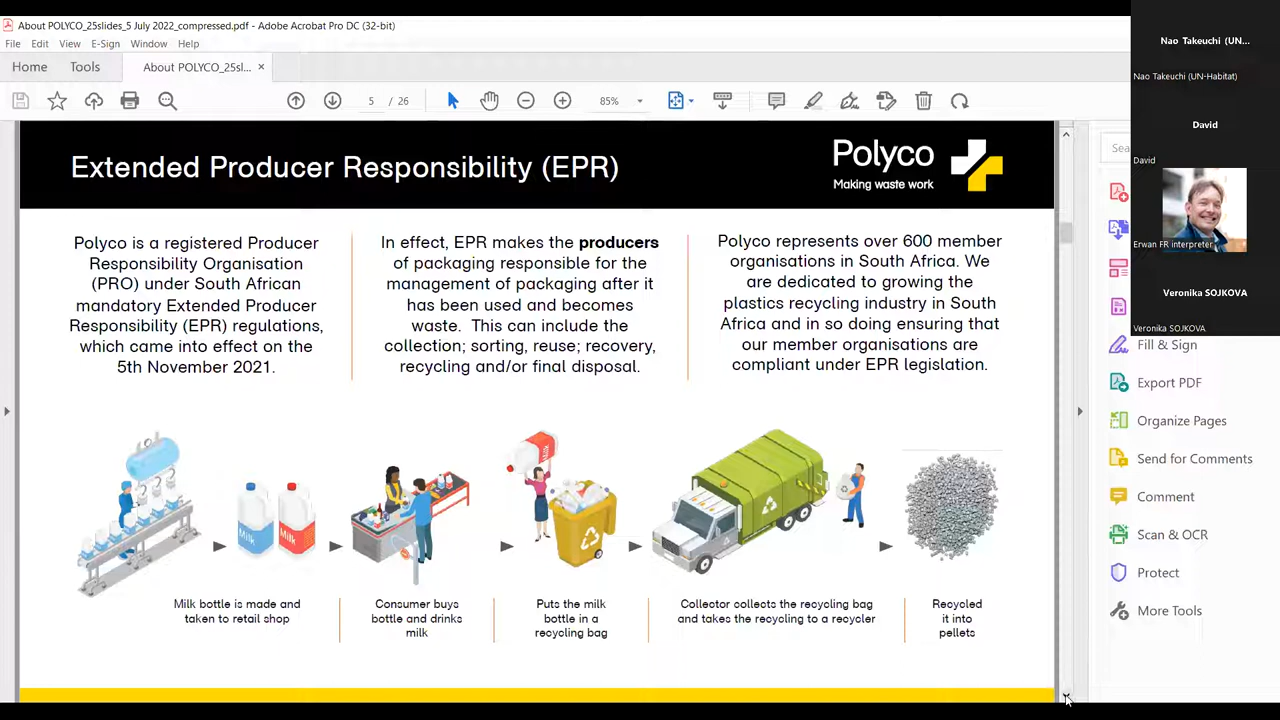 About POLYCO_25slides_5 July 2022_compressed.pdf - Adobe Acrobat Pro DC (32-bit)
File Edit View E-Sign Window Help
Home Tools About POLYCO_25sl... ×
5 / 26 85%
Extended Producer Responsibility (EPR)
Polyco
Making waste work
Polyco is a registered Producer
Responsibility Organisation
(PRO) under South African
mandatory Extended Producer
Responsibility (EPR) regulations,
which came into effect on the
5th November 2021.
In effect, EPR makes the producers
of packaging responsible for the
management of packaging after it
has been used and becomes
waste. This can include the
collection; sorting, reuse; recovery,
recycling and/or final disposal.
Polyco represents over 600 member
organisations in South Africa. We
are dedicated to growing the
plastics recycling industry in South
Africa and in so doing ensuring that
our member organisations are
compliant under EPR legislation.
Milk
Milk
Milk
Milk bottle is made and
taken to retail shop
Consumer buys
bottle and drinks
milk
Puts the milk
bottle in a
recycling bag
Collector collects the recycling bag
and takes the recycling to a recycler
Recycled
it into
pellets
Nao Takeuchi (UN...
Nao Takeuchi (UN-Habitat)
David
David
Erwan FR interpreter
Veronika SOJKOVA
Veronika SOJKOVA
Sea
Fill & Sign
Export PDF
Organize Pages
Send for Comments
Comment
Scan & OCR
Protect
More Tools